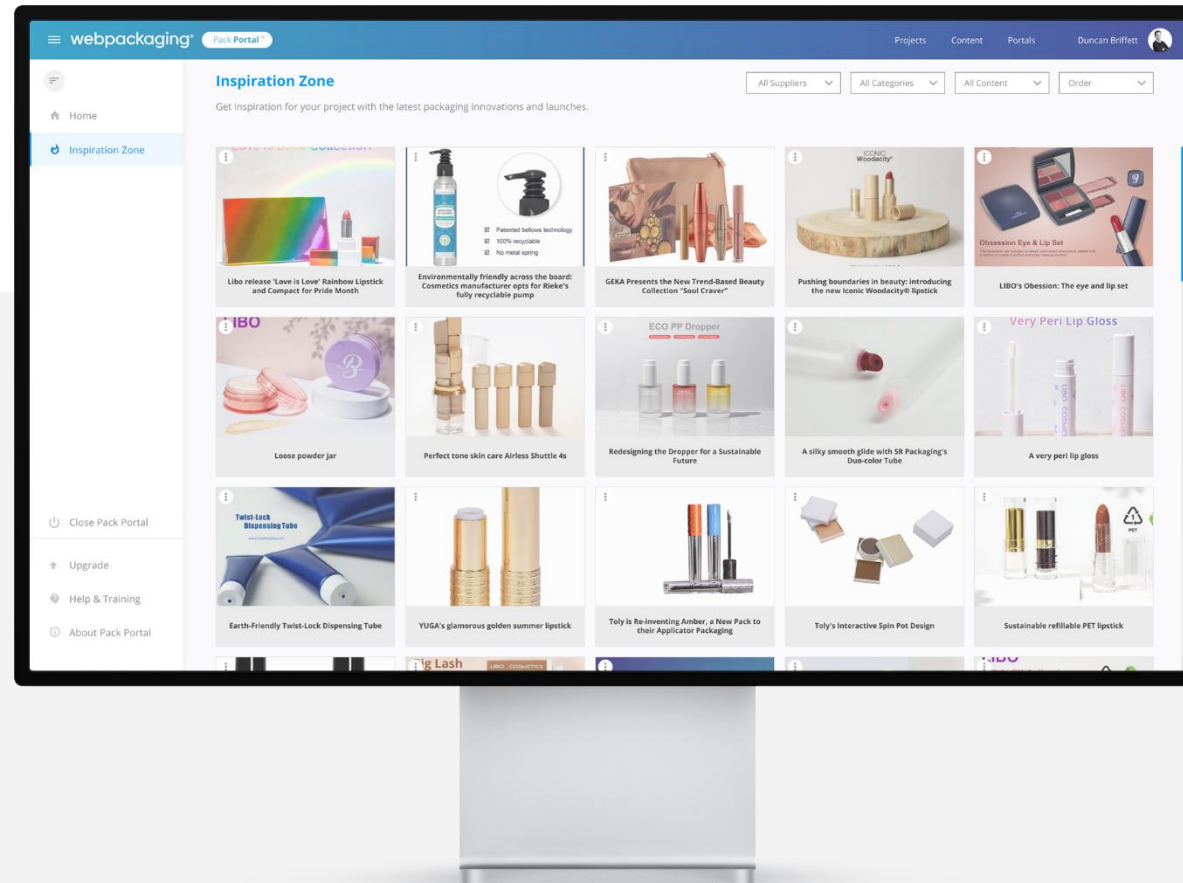 webpackaging®
Pack Portal™
Projects
Content
Portals
Duncan Briffett
Home
Inspiration Zone
Close Pack Portal
Upgrade
Help & Training
About Pack Portal
Inspiration Zone
Get inspiration for your project with the latest packaging innovations and launches.
All Suppliers
All Categories
All Content
Order
Libo release 'Love is Love' Rainbow Lipstick
and Compact for Pride Month
Patented bellows technology
100% recyclable
No metal spring
Environmentally friendly across the board:
Cosmetics manufacturer opts for Rieke's
fully recyclable pump
GEKA Presents the New Trend-Based Beauty
Collection "Soul Craver"
ICONIC
Woodacity®
Pushing boundaries in beauty: introducing
the new Iconic Woodacity® lipstick
Obsession Eye & Lip Set
LIBO's Obession: The eye and lip set
LIBO
Loose powder jar
Perfect tone skin care Airless Shuttle 4s
ECO PP Dropper
Redesigning the Dropper for a Sustainable
Future
A silky smooth glide with SR Packaging's
Duo-color Tube
Very Peri Lip Gloss
A very peri lip gloss
Twist-Lock
Dispensing Tube
Earth-Friendly Twist-Lock Dispensing Tube
YUGA's glamorous golden summer lipstick
Toly is Re-inventing Amber, a New Pack to
their Applicator Packaging
Toly's Interactive Spin Pot Design
1
PET
Sustainable refillable PET lipstick
Big Lash
LIBO COSMETICS